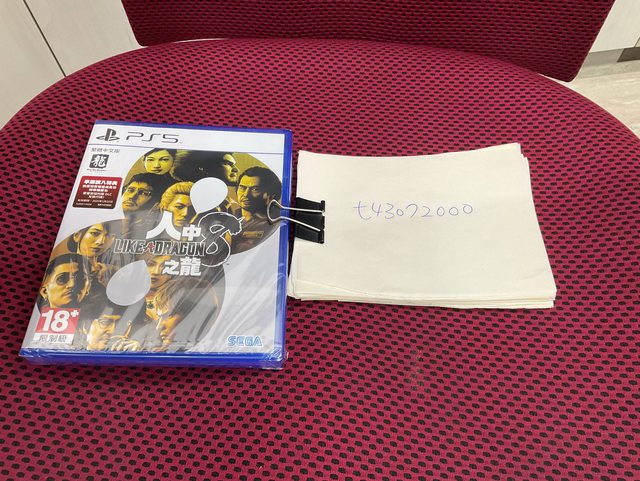 PS5
繁體中文版
龍
人中
8
LIKE A DRAGON
之龍
18+
限制級
SEGA
t43072000